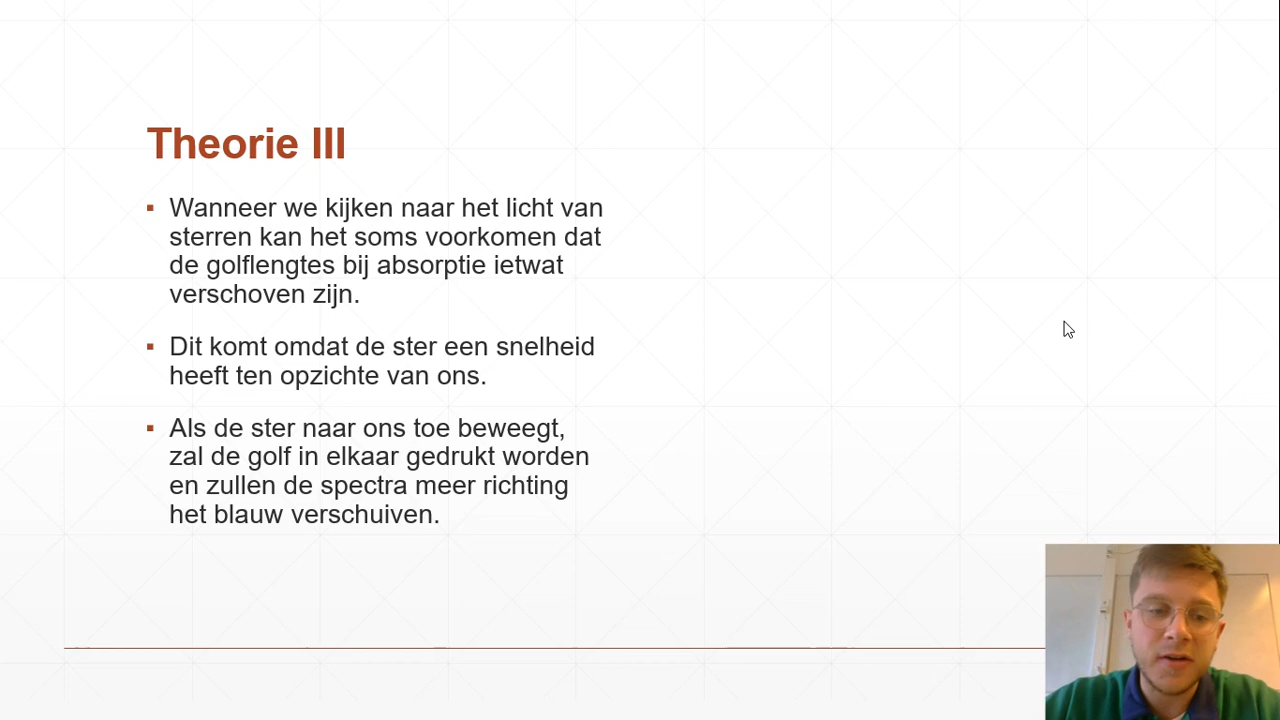 Theorie III
Wanneer we kijken naar het licht van
sterren kan het soms voorkomen dat
de golflengtes bij absorptie ietwat
verschoven zijn.
Dit komt omdat de ster een snelheid
heeft ten opzichte van ons.
Als de ster naar ons toe beweegt,
zal de golf in elkaar gedrukt worden
en zullen de spectra meer richting
het blauw verschuiven.